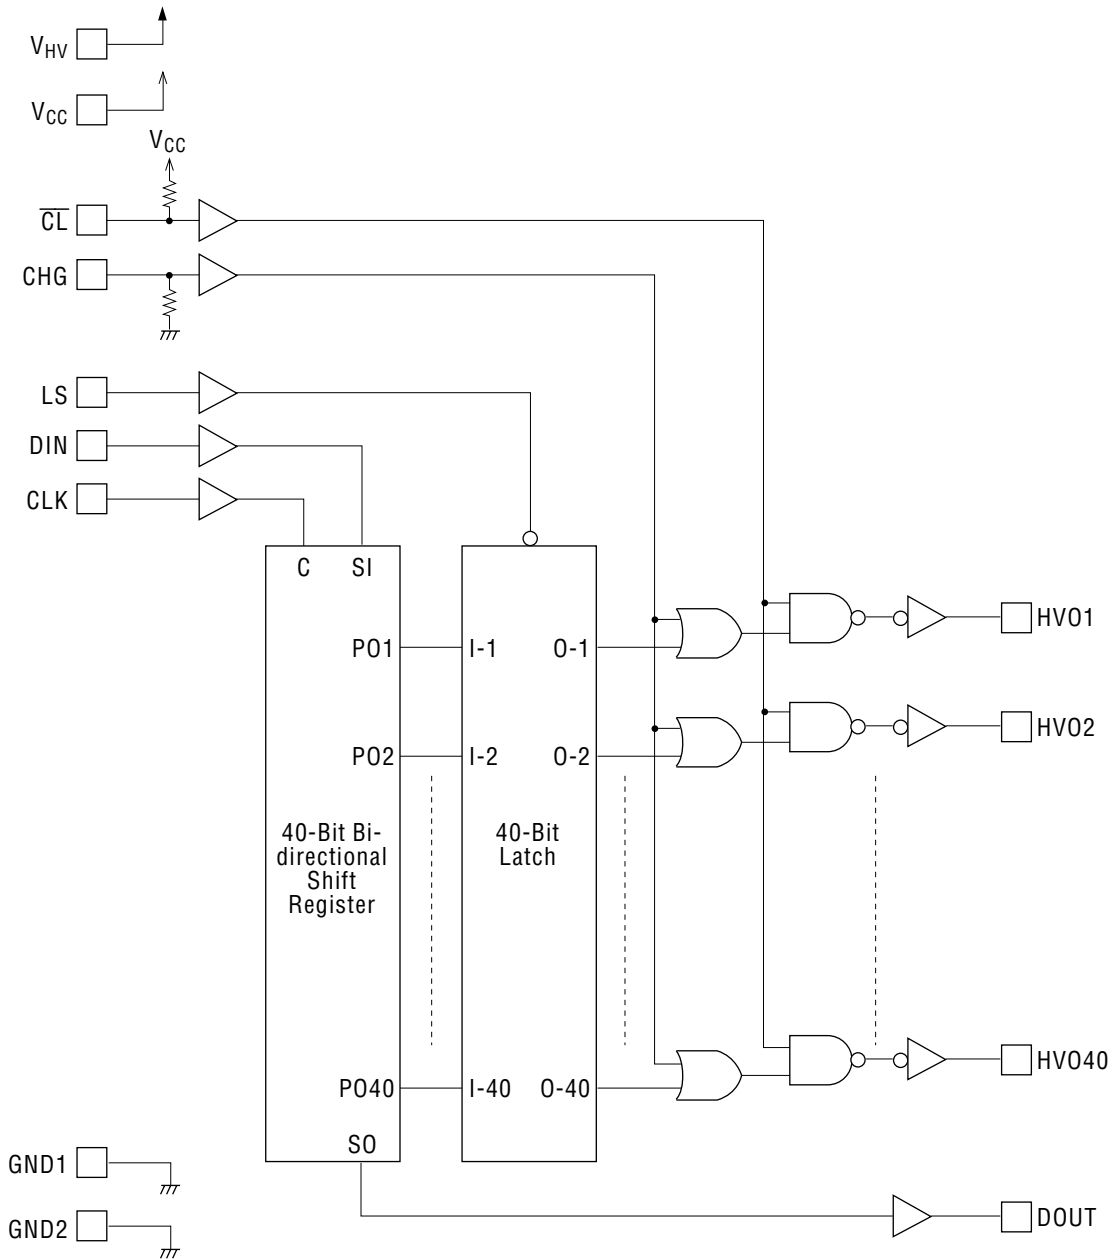 VHV
VCC
VCC
C̅L̅
CHG
LS
DIN
CLK
C SI
PO1 I-1 O-1
HVO1
PO2 I-2 O-2
HVO2
40-Bit Bi-
directional
Shift
Register
40-Bit
Latch
PO40 I-40 O-40
HVO40
SO
GND1
GND2
DOUT